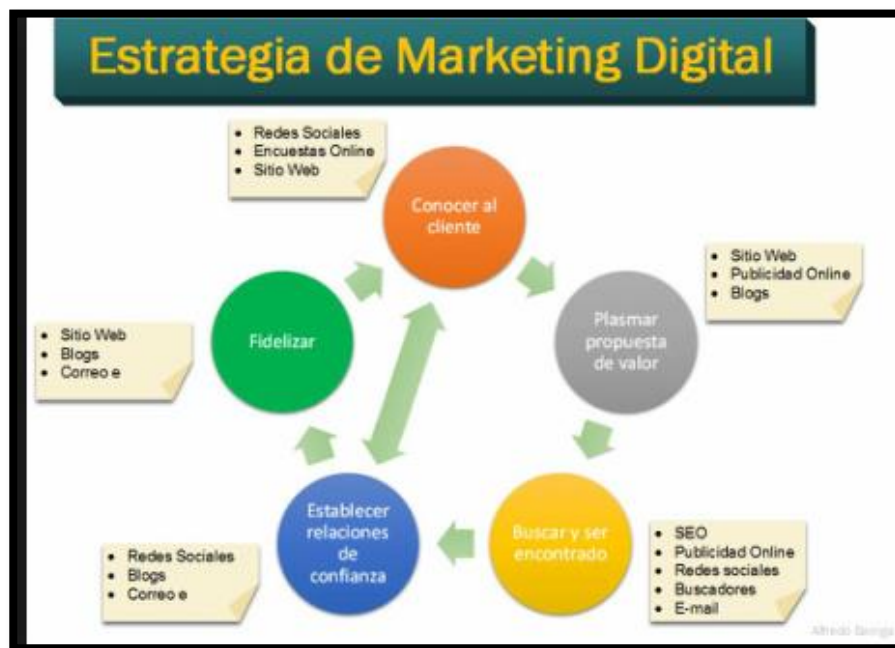 Estrategia de Marketing Digital
• Redes Sociales
• Encuestas Online
• Sitio Web
Conocer al
cliente
• Sitio Web
• Publicidad Online
• Blogs
Plasmar
propuesta
de valor
• SEO
• Publicidad Online
• Redes sociales
• Buscadores
• E-mail
Buscar y ser
encontrado
Establecer
relaciones
de
confianza
• Redes Sociales
• Blogs
• Correo e
Fidelizar
• Sitio Web
• Blogs
• Correo e
Alfredo